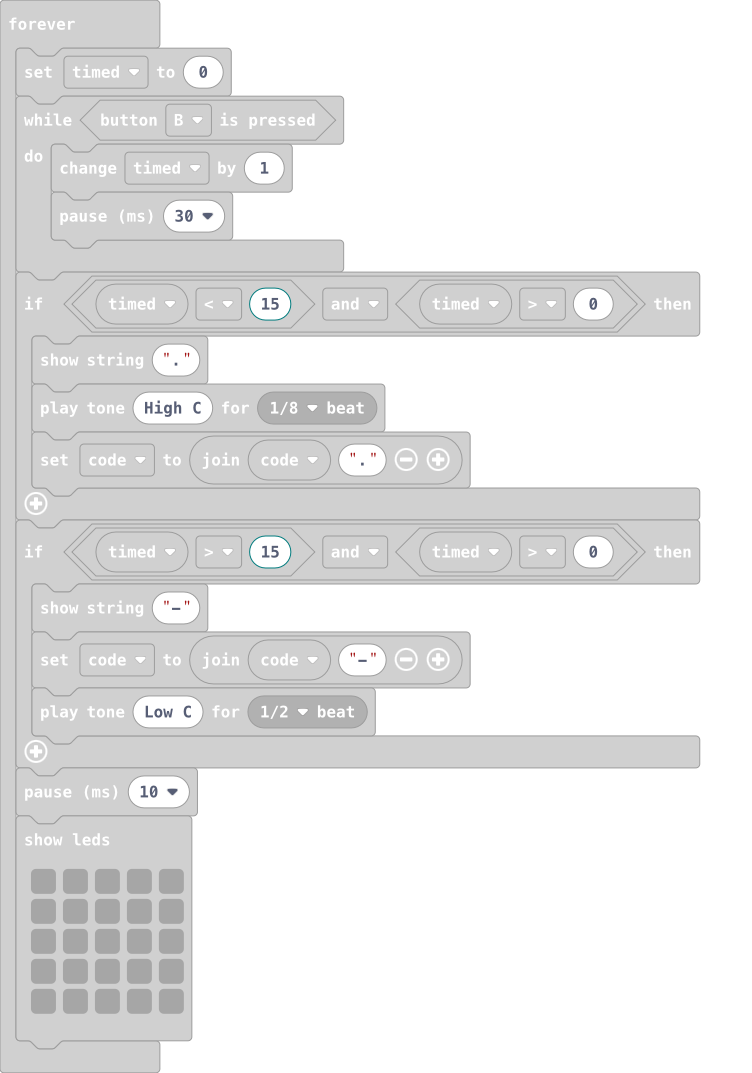 forever
set timed to 0
while button B is pressed
do change timed by 1
pause (ms) 30
if timed < 15 and timed > 0 then
show string "."
play tone High C for 1/8 beat
set code to join code "."
if timed > 15 and timed > 0 then
show string "-"
set code to join code "-"
play tone Low C for 1/2 beat
pause (ms) 10
show leds